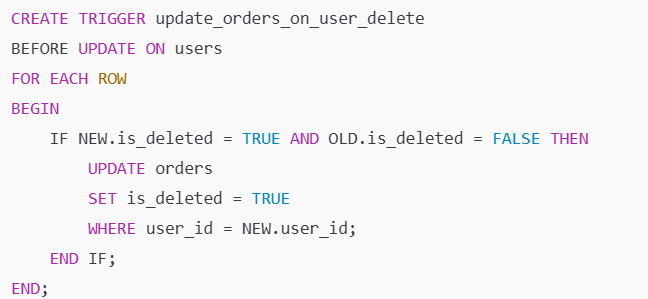 CREATE TRIGGER update_orders_on_user_delete
BEFORE UPDATE ON users
FOR EACH ROW
BEGIN
    IF NEW.is_deleted = TRUE AND OLD.is_deleted = FALSE THEN
        UPDATE orders
        SET is_deleted = TRUE
        WHERE user_id = NEW.user_id;
    END IF;
END;